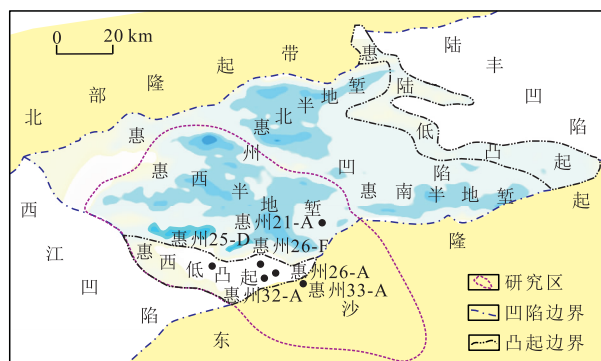 0 20 km
北部隆起带
惠陆低凸起
陆丰凹陷
惠北半地堑
惠州凹陷
惠西半地堑
惠南半地堑
惠州21-A
惠州25-D
惠州26-F
惠西低凸起
惠州26-A
惠州32-A
惠州33-A
西江凹陷
东沙隆起
研究区
凹陷边界
凸起边界